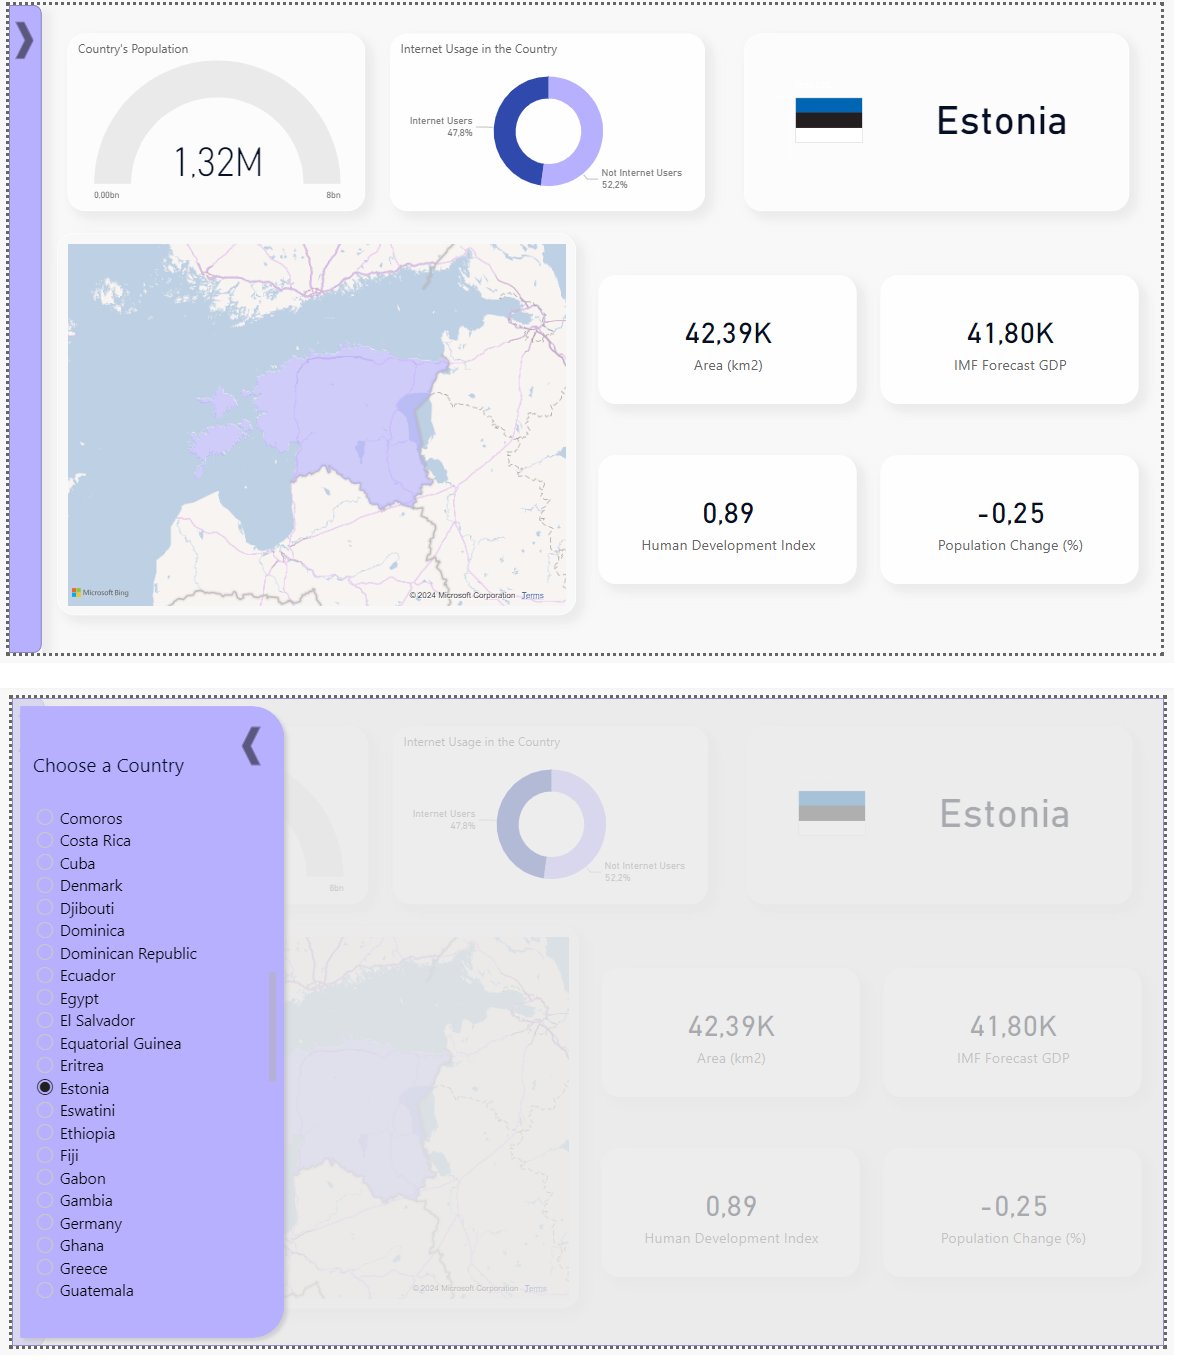 Country's Population
1,32M
0,00bn
8bn
Internet Usage in the Country
Internet Users
47,8%
Not Internet Users
52,2%
Estonia
Microsoft Bing
© 2024 Microsoft Corporation Terms
42,39K
Area (km2)
41,80K
IMF Forecast GDP
0,89
Human Development Index
-0,25
Population Change (%)
Choose a Country
Comoros
Costa Rica
Cuba
Denmark
Djibouti
Dominica
Dominican Republic
Ecuador
Egypt
El Salvador
Equatorial Guinea
Eritrea
Estonia
Eswatini
Ethiopia
Fiji
Gabon
Gambia
Germany
Ghana
Greece
Guatemala
8bn
Internet Usage in the Country
Internet Users
47,8%
Not Internet Users
52,2%
Estonia
© 2024 Microsoft Corporation Terms
42,39K
Area (km2)
41,80K
IMF Forecast GDP
0,89
Human Development Index
-0,25
Population Change (%)